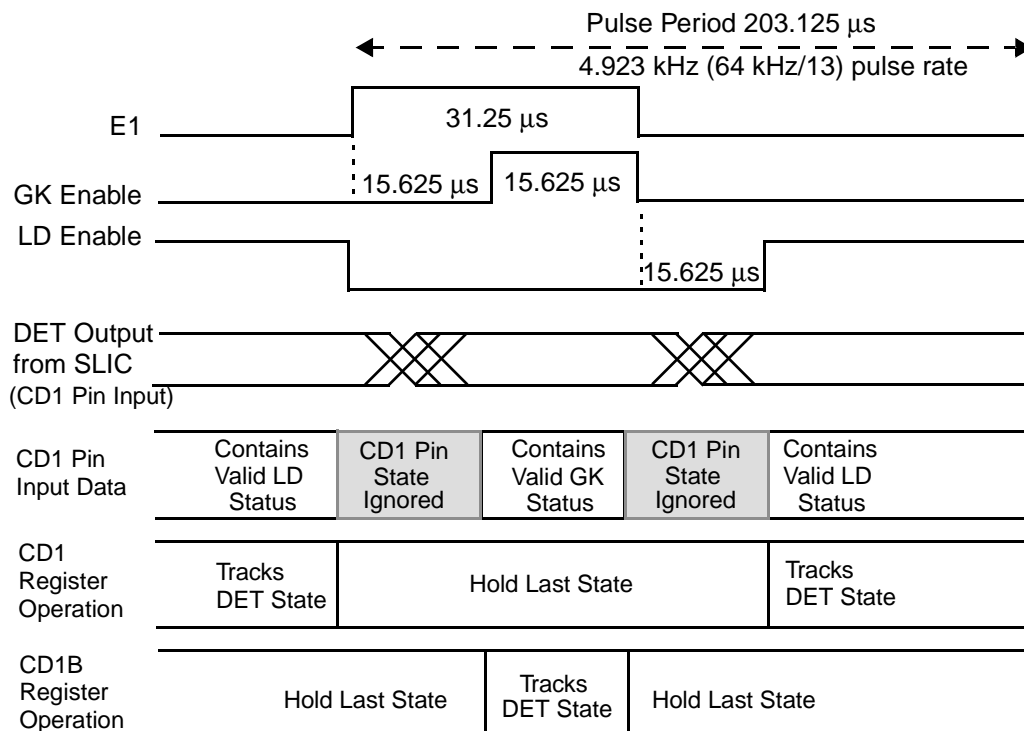 Pulse Period 203.125 μs
4.923 kHz (64 kHz/13) pulse rate
E1
31.25 μs
GK Enable
15.625 μs
15.625 μs
LD Enable
15.625 μs
DET Output
from SLIC
(CD1 Pin Input)
CD1 Pin
Input Data
Contains
Valid LD
Status
CD1 Pin
State
Ignored
Contains
Valid GK
Status
CD1 Pin
State
Ignored
Contains
Valid LD
Status
CD1
Register
Operation
Tracks
DET State
Hold Last State
Tracks
DET State
CD1B
Register
Operation
Hold Last State
Tracks
DET State
Hold Last State